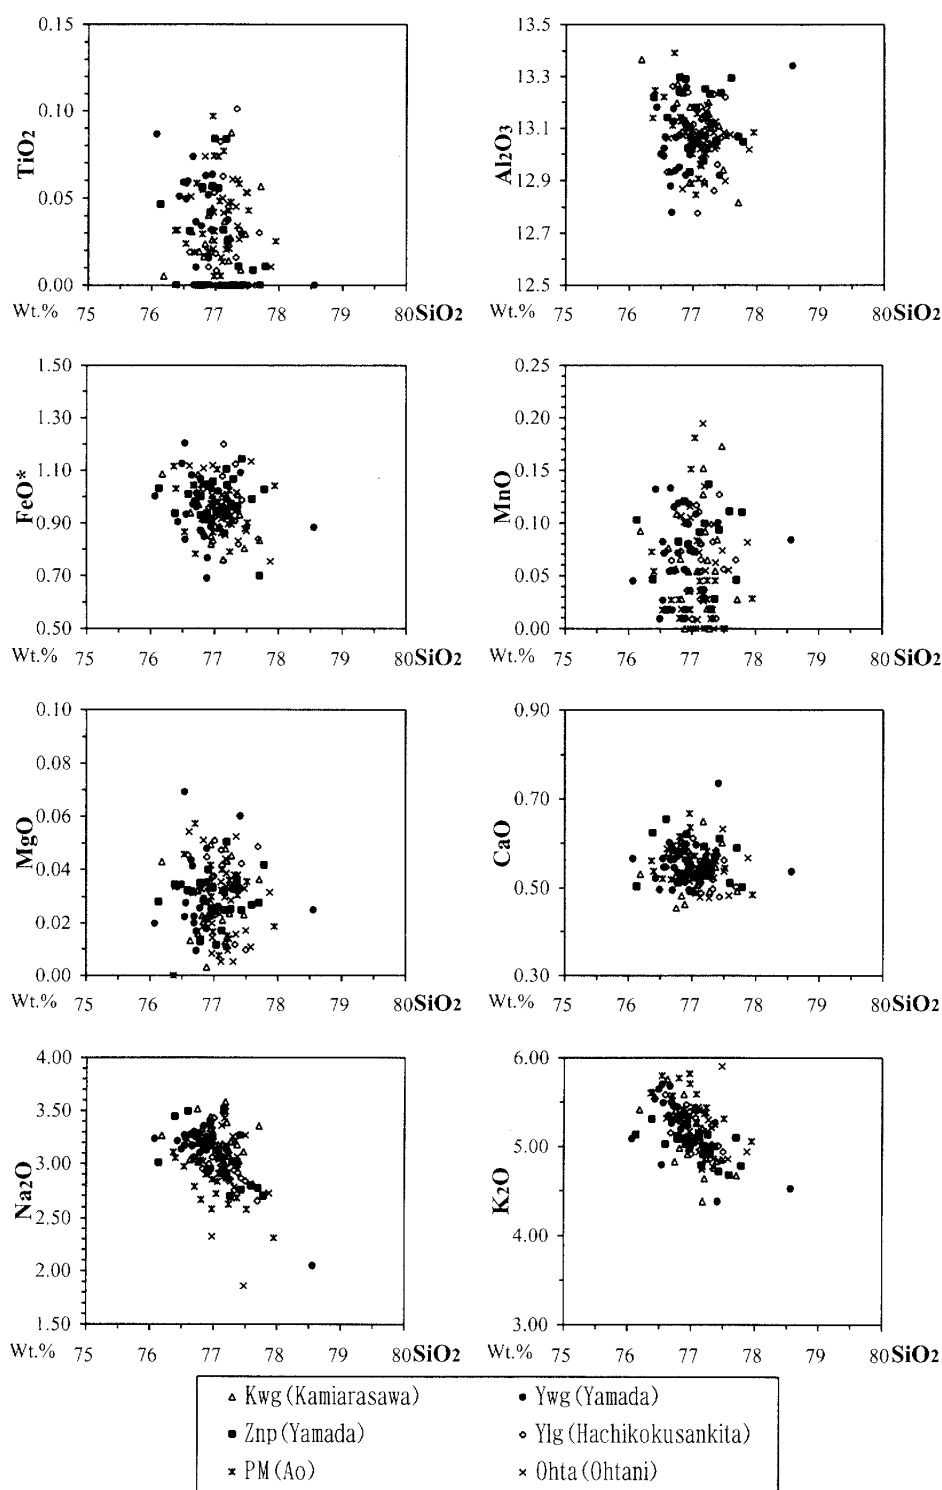 0.15 0.10 0.05 0.00 TiO2
Wt.% 75 76 77 78 79 80 SiO2
13.5 13.3 13.1 12.9 12.7 12.5 Al2O3
Wt.% 75 76 77 78 79 80 SiO2
1.50 1.30 1.10 0.90 0.70 0.50 FeO*
Wt.% 75 76 77 78 79 80 SiO2
0.25 0.20 0.15 0.10 0.05 0.00 MnO
Wt.% 75 76 77 78 79 80 SiO2
0.10 0.08 0.06 0.04 0.02 0.00 MgO
Wt.% 75 76 77 78 79 80 SiO2
0.90 0.70 0.50 0.30 CaO
Wt.% 75 76 77 78 79 80 SiO2
4.00 3.50 3.00 2.50 2.00 1.50 Na2O
Wt.% 75 76 77 78 79 80 SiO2
6.00 5.00 4.00 3.00 K2O
Wt.% 75 76 77 78 79 80 SiO2
Kwg(Kamiarasawa)
Ywg(Yamada)
Znp(Yamada)
Ylg(Hachikokusankita)
PM(Ao)
Ohta(Ohtani)